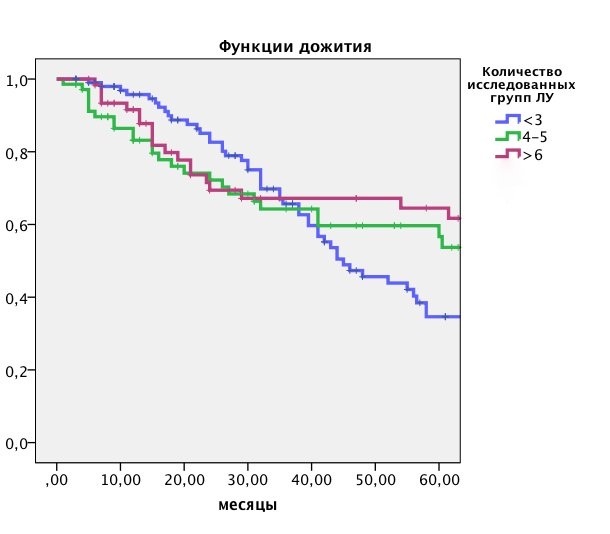 Функции дожития
Количество
исследованных
групп ЛУ
<3
4–5
>6
1,0
0,8
0,6
0,4
0,2
0,0
,00 10,00 20,00 30,00 40,00 50,00 60,00
месяцы